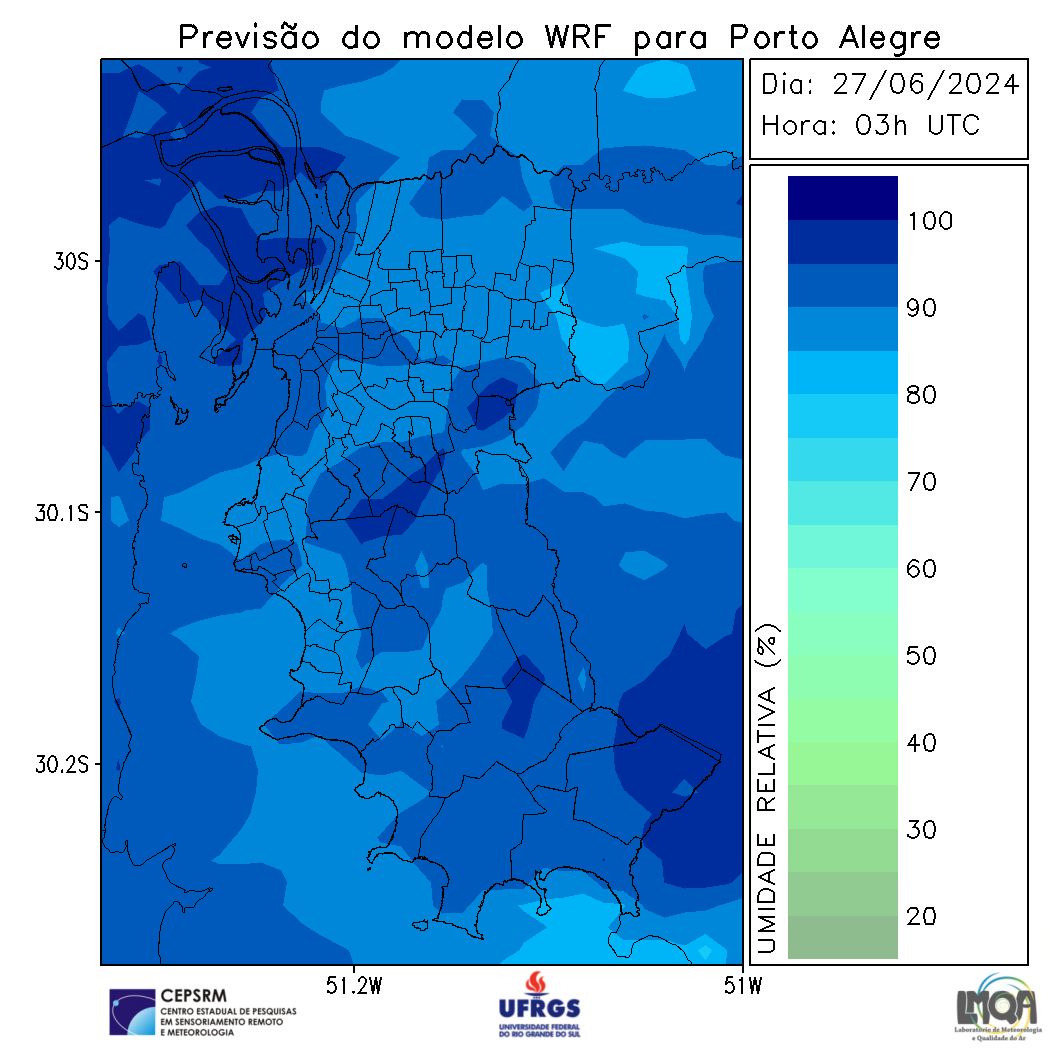 Previsão do modelo WRF para Porto Alegre
Dia: 27/06/2024
Hora: 03h UTC
30S
30.1S
30.2S
51.2W
51W
100
90
80
70
60
50
40
30
20
UMIDADE RELATIVA (%)
CEPSRM
CENTRO ESTADUAL DE PESQUISAS
EM SENSORIAMENTO REMOTO
E METEOROLOGIA
UFRGS
UNIVERSIDADE FEDERAL
DO RIO GRANDE DO SUL
LMQA
Laboratório de Meteorologia
e Qualidade do Ar